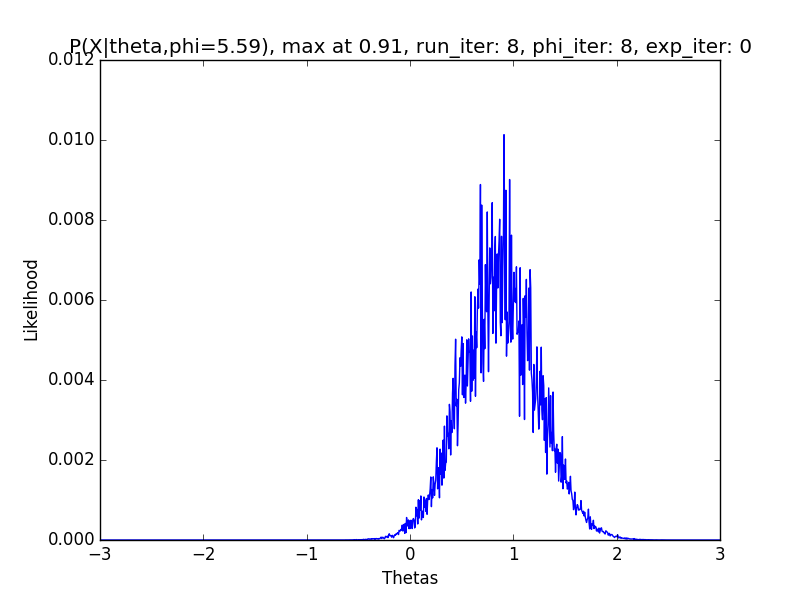 P(X|theta,phi=5.59), max at 0.91, run_iter: 8, phi_iter: 8, exp_iter: 0
0.012
0.010
0.008
0.006
0.004
0.002
0.000
Likelihood
−3 −2 −1 0 1 2 3
Thetas